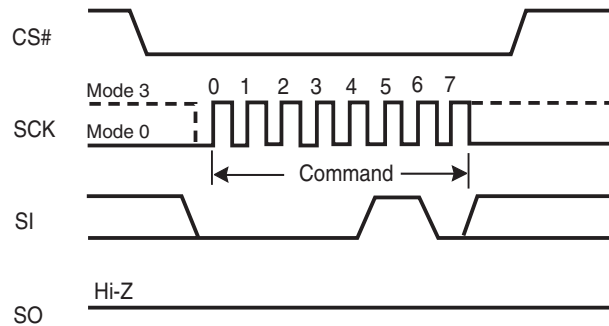 CS#
Mode 3 0 1 2 3 4 5 6 7
SCK
Mode 0
Command
SI
Hi-Z
SO